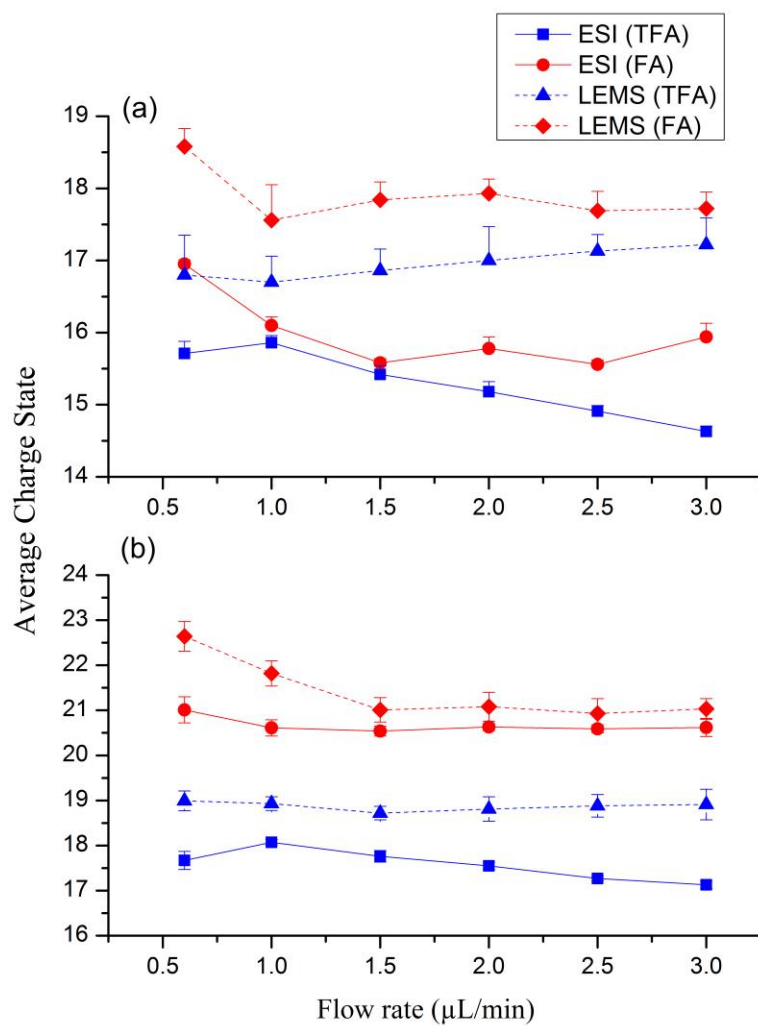 ESI (TFA)
ESI (FA)
LEMS (TFA)
LEMS (FA)
(a)
19
18
17
16
15
14
0.5 1.0 1.5 2.0 2.5 3.0
Average Charge State
(b)
24
23
22
21
20
19
18
17
16
0.5 1.0 1.5 2.0 2.5 3.0
Flow rate (µL/min)